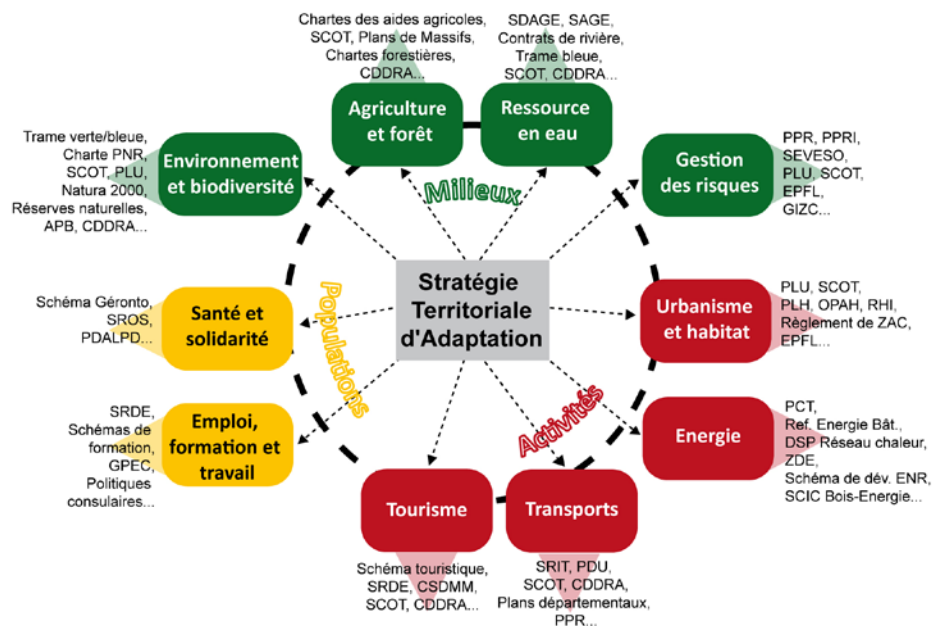 Chartes des aides agricoles,
SCOT, Plans de Massifs,
Chartes forestières,
CDDRA...
SDAGE, SAGE,
Contrats de rivière,
Trame bleue,
SCOT, CDDRA...
Agriculture
et forêt
Ressource
en eau
Trame verte/bleue,
Charte PNR,
SCOT, PLU,
Natura 2000,
Réserves naturelles,
APB, CDDRA...
Environnement
et biodiversité
Milieux
Gestion
des risques
PPR, PPRI,
SEVESO,
PLU, SCOT,
EPFL,
GIZC...
Schéma Géronto,
SROS,
PDALPD...
Santé et
solidarité
Populations
Stratégie
Territoriale
d'Adaptation
Urbanisme
et habitat
PLU, SCOT,
PLH, OPAH, RHI,
Règlement de ZAC,
EPFL...
SRDE,
Schémas de
formation,
GPEC,
Politiques
consulaires...
Emploi,
formation et
travail
Activités
Energie
PCT,
Ref. Energie Bât.,
DSP Réseau chaleur,
ZDE,
Schéma de dév. ENR,
SCIC Bois-Energie...
Tourisme
Transports
Schéma touristique,
SRDE, CSDMM,
SCOT, CDDRA...
SRIT, PDU,
SCOT, CDDRA,
Plans départementaux,
PPR...